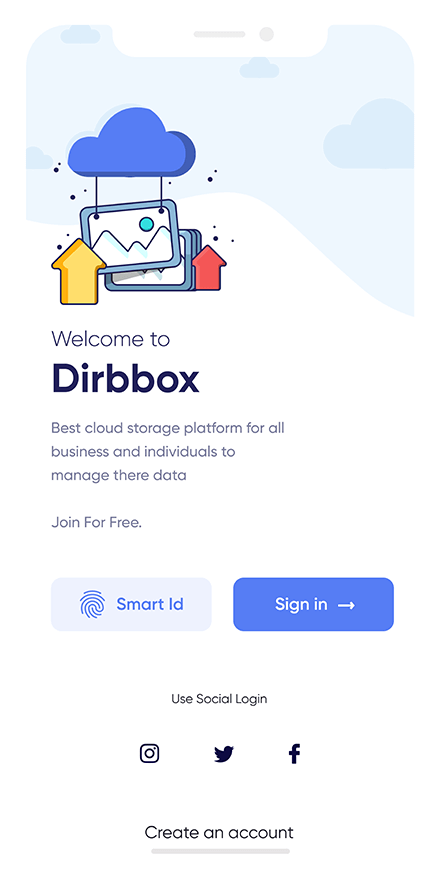 Welcome to
Dirbbox
Best cloud storage platform for all
business and individuals to
manage there data
Join For Free.
Smart Id
Sign in →
Use Social Login
Create an account